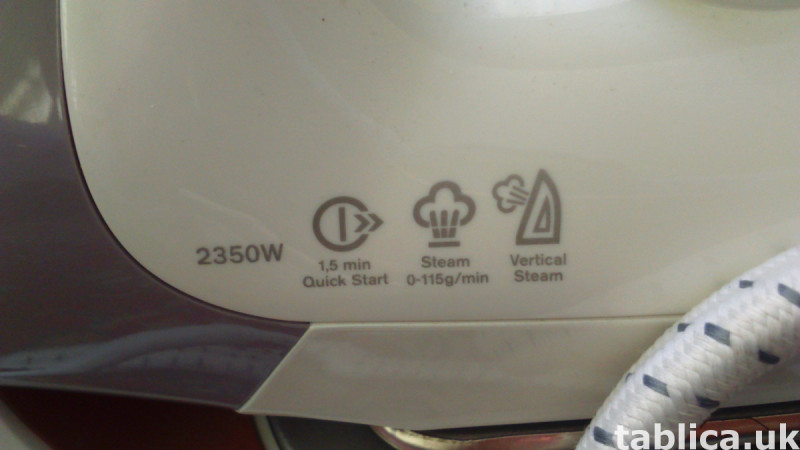 2350W
1,5 min
Quick Start
Steam
0-115g/min
Vertical
Steam
tablica.uk